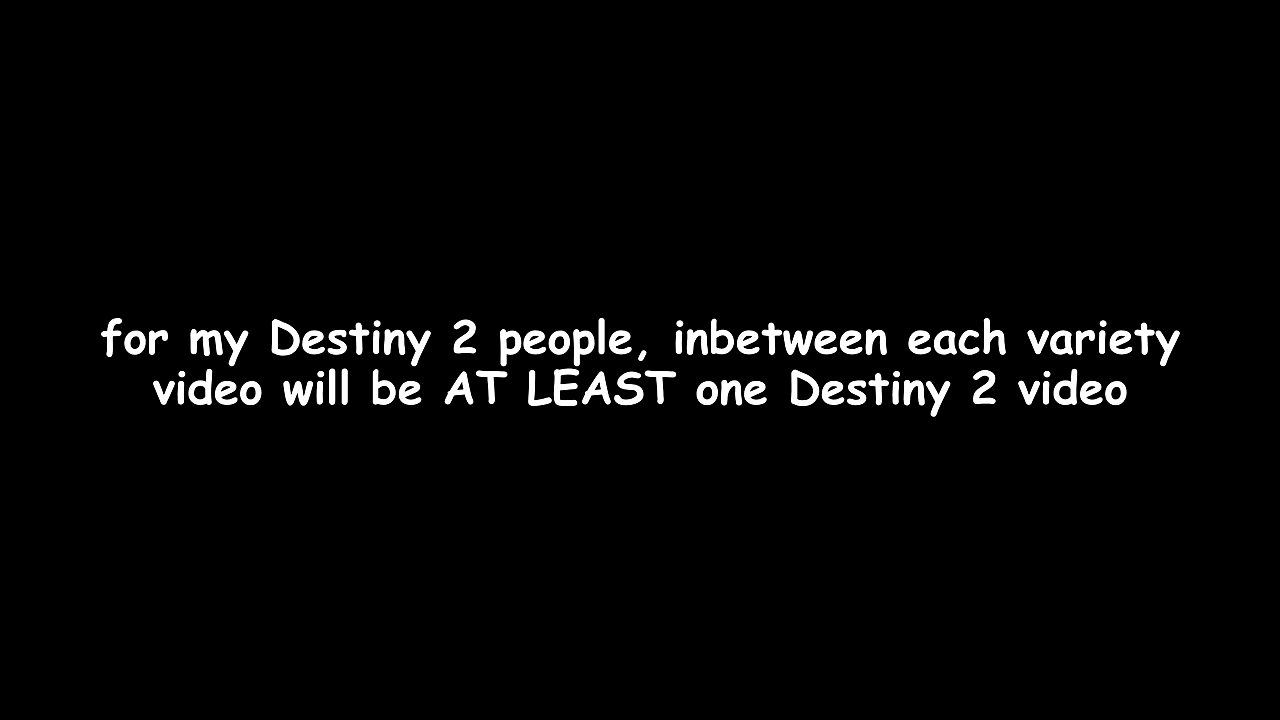 for my Destiny 2 people, inbetween each variety
video will be AT LEAST one Destiny 2 video